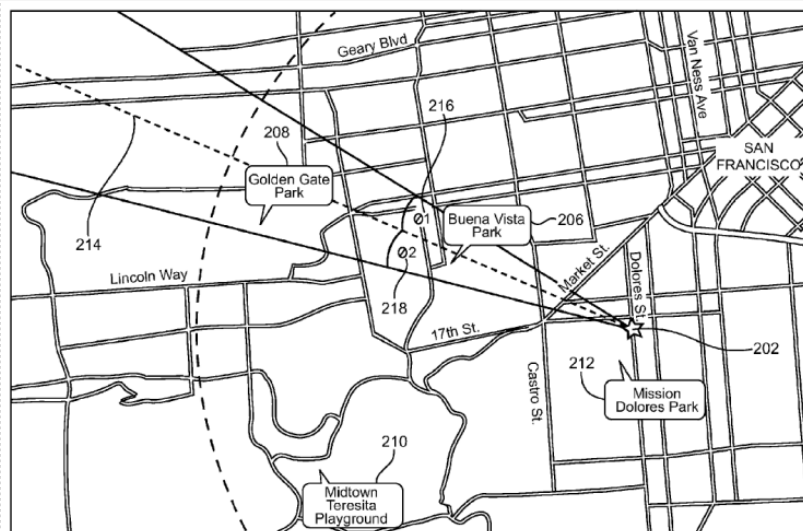 Geary Blvd
Van Ness Ave
216
208
SAN
FRANCISCO
Golden Gate
Park
Ø1
Buena Vista
Park
206
214
Ø2
Market St.
Dolores St.
Lincoln Way
218
17th St.
202
212
Castro St.
Mission
Dolores Park
210
Midtown
Teresita
Playground